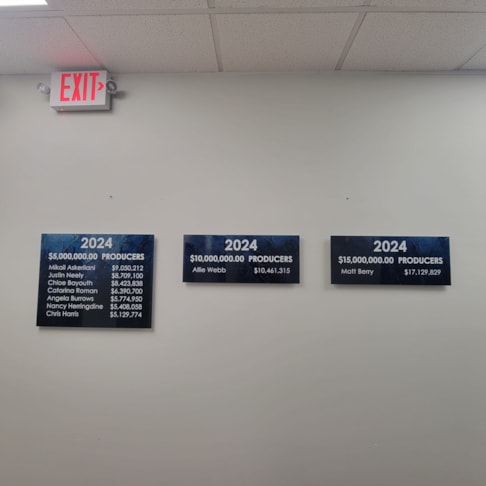 EXIT
2024
$5,000,000.00 PRODUCERS
Mikail Askerliani $9,050,212
Justin Neely $8,709,100
Chloe Bayouth $8,423,838
Catarina Roman $6,390,700
Angela Burrows $5,774,950
Nancy Herringdine $5,408,058
Chris Harris $5,129,774
2024
$10,000,000.00 PRODUCERS
Allie Webb $10,461,315
2024
$15,000,000.00 PRODUCERS
Matt Berry $17,129,829